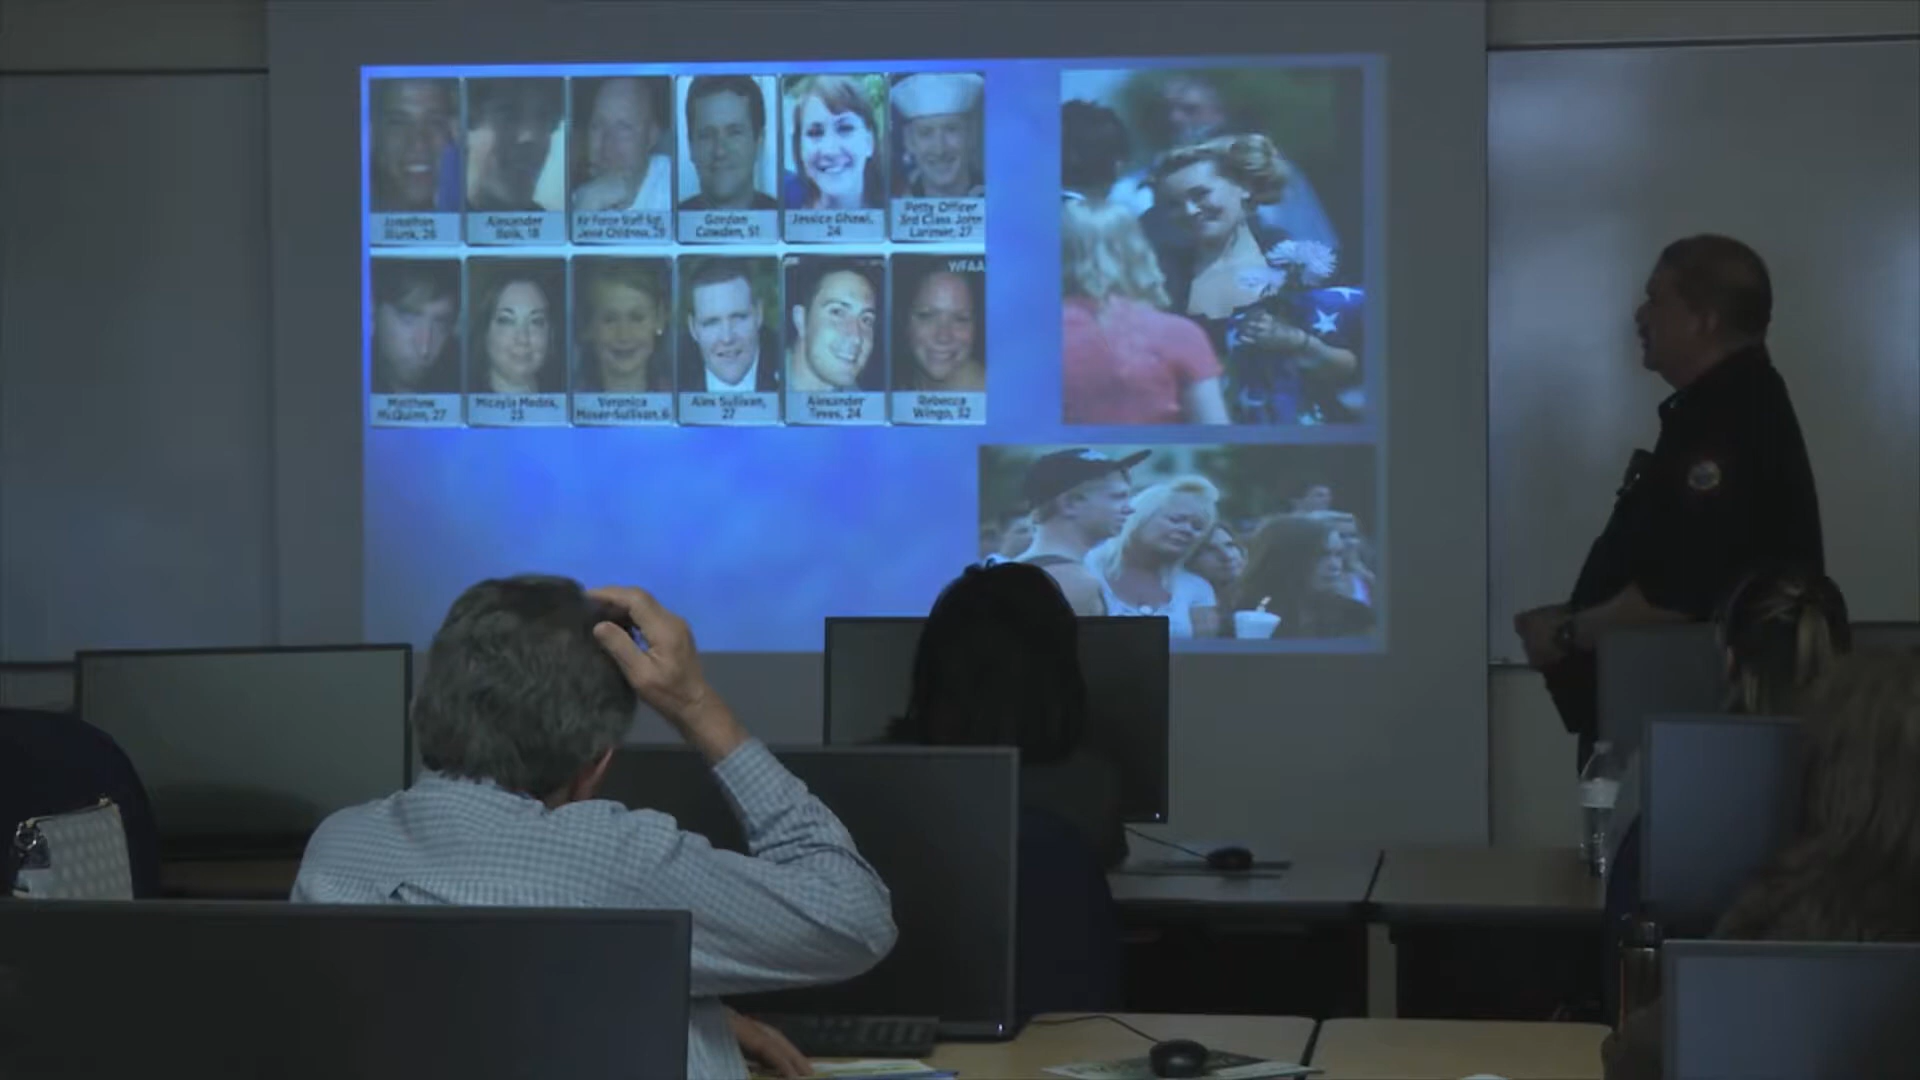 Jonathan
Blunk, 26
Alexander
Boik, 18
Air Force Staff Sgt.
Jesse Childress, 29
Gordon
Cowden, 51
Jessica Ghawi,
24
Petty Officer
3rd Class John
Larimer, 27
WFAA
Matthew
McQuinn, 27
Micayla Medek,
23
Veronica
Moser-Sullivan, 6
Alex Sullivan,
27
Alexander
Teves, 24
Rebecca
Wingo, 32